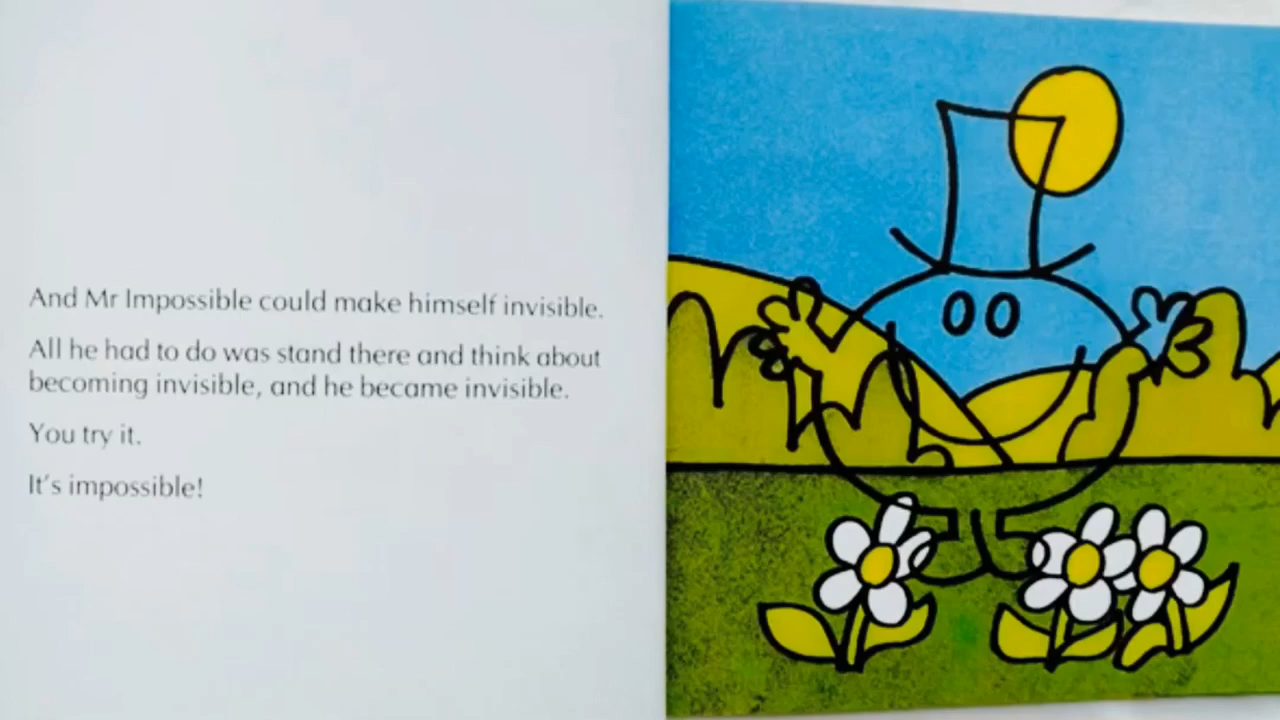 And Mr Impossible could make himself invisible.
All he had to do was stand there and think about
becoming invisible, and he became invisible.
You try it.
It's impossible!